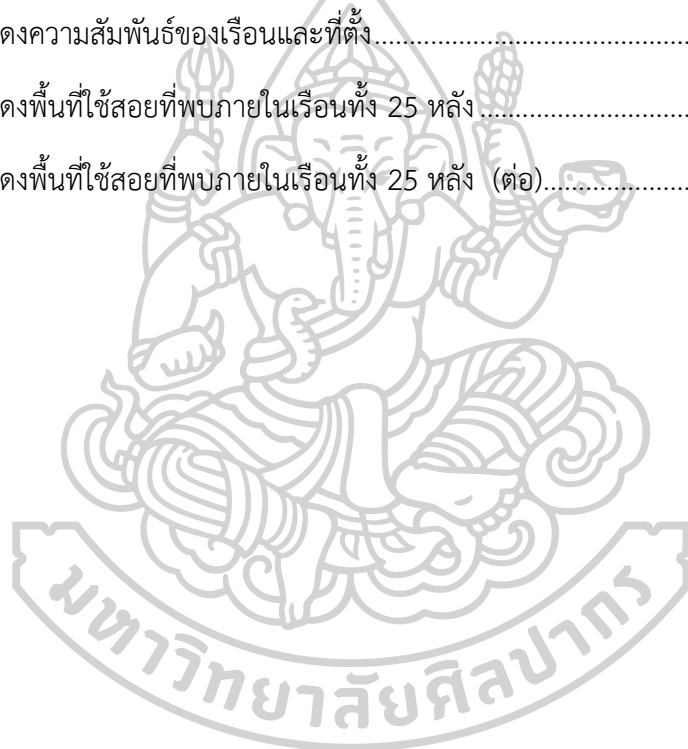 ดงความสัมพันธ์ของเรือนและที่ตั้ง
ดงพื้นที่ใช้สอยที่พบภายในเรือนทั้ง 25 หลัง
ดงพื้นที่ใช้สอยที่พบภายในเรือนทั้ง 25 หลัง (ต่อ)
มหาวิทยาลัยศิลปากร